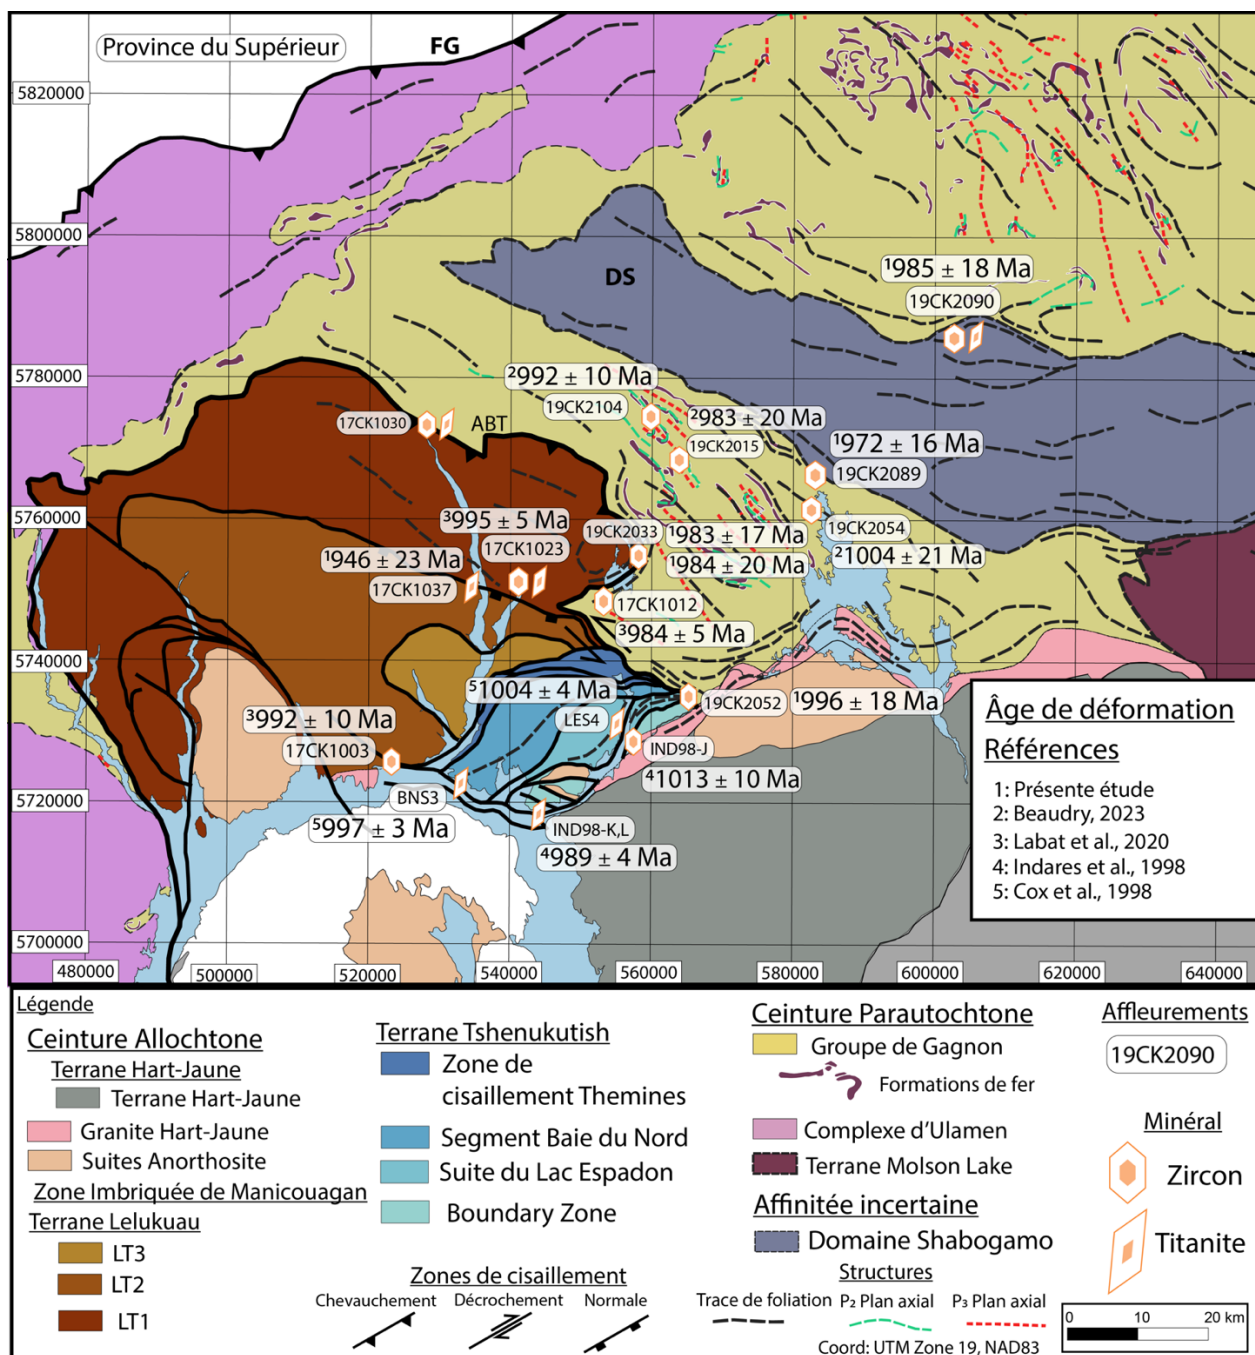 Province du Supérieur
FG
5820000
5800000
DS
¹985 ± 18 Ma
19CK2090
5780000
²992 ± 10 Ma
19CK2104
17CK1030
ABT
²983 ± 20 Ma
19CK2015
¹972 ± 16 Ma
19CK2089
5760000
³995 ± 5 Ma
17CK1023
19CK2033
¹983 ± 17 Ma
¹984 ± 20 Ma
19CK2054
²1004 ± 21 Ma
¹946 ± 23 Ma
17CK1037
17CK1012
³984 ± 5 Ma
5740000
⁵1004 ± 4 Ma
LES4
19CK2052
¹996 ± 18 Ma
³992 ± 10 Ma
17CK1003
IND98-J
⁴1013 ± 10 Ma
5720000
BNS3
⁵997 ± 3 Ma
IND98-K,L
⁴989 ± 4 Ma
Âge de déformation
Références
1: Présente étude
2: Beaudry, 2023
3: Labat et al., 2020
4: Indares et al., 1998
5: Cox et al., 1998
5700000
480000
500000
520000
540000
560000
580000
600000
620000
640000
Légende
Ceinture Allochtone
Terrane Hart-Jaune
Terrane Hart-Jaune
Granite Hart-Jaune
Suites Anorthosite
Zone Imbriquée de Manicouagan
Terrane Lelukuau
LT3
LT2
LT1
Terrane Tshenukutish
Zone de
cisaillement Themines
Segment Baie du Nord
Suite du Lac Espadon
Boundary Zone
Zones de cisaillement
Chevauchement
Décrochement
Normale
Ceinture Parautochtone
Groupe de Gagnon
Formations de fer
Complexe d'Ulamen
Terrane Molson Lake
Affinitée incertaine
Domaine Shabogamo
Structures
Trace de foliation
P₂ Plan axial
P₃ Plan axial
Coord: UTM Zone 19, NAD83
Affleurements
19CK2090
Minéral
Zircon
Titanite
0
10
20 km